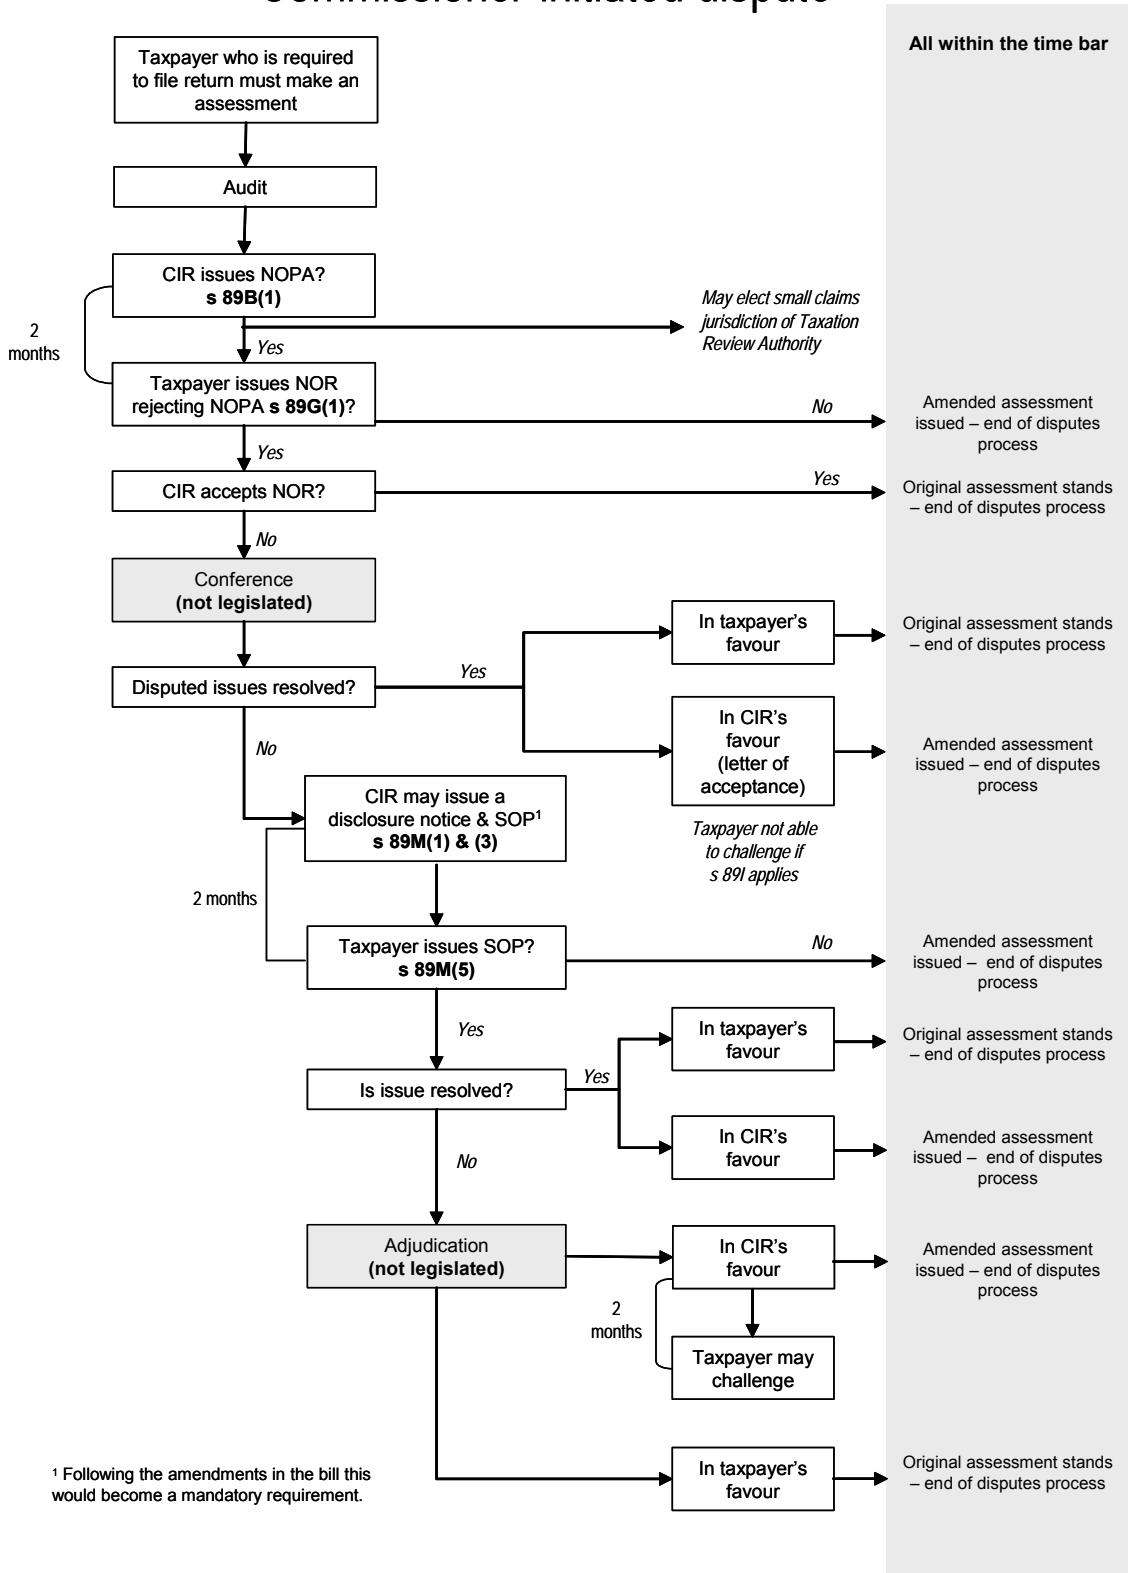 Commissioner-initiated dispute
All within the time bar
Taxpayer who is required
to file return must make an
assessment
Audit
CIR issues NOPA?
s 89B(1)
2
months
Yes
May elect small claims
jurisdiction of Taxation
Review Authority
Taxpayer issues NOR
rejecting NOPA s 89G(1)?
No
Amended assessment
issued – end of disputes
process
Yes
CIR accepts NOR?
Yes
Original assessment stands
– end of disputes process
No
Conference
(not legislated)
Disputed issues resolved?
Yes
In taxpayer's
favour
Original assessment stands
– end of disputes process
In CIR's
favour
(letter of
acceptance)
Amended assessment
issued – end of disputes
process
Taxpayer not able
to challenge if
s 89I applies
No
CIR may issue a
disclosure notice & SOP¹
s 89M(1) & (3)
2 months
Taxpayer issues SOP?
s 89M(5)
No
Amended assessment
issued – end of disputes
process
Yes
Is issue resolved?
Yes
In taxpayer's
favour
Original assessment stands
– end of disputes process
In CIR's
favour
Amended assessment
issued – end of disputes
process
No
Adjudication
(not legislated)
In CIR's
favour
Amended assessment
issued – end of disputes
process
2
months
Taxpayer may
challenge
In taxpayer's
favour
Original assessment stands
– end of disputes process
¹ Following the amendments in the bill this
would become a mandatory requirement.